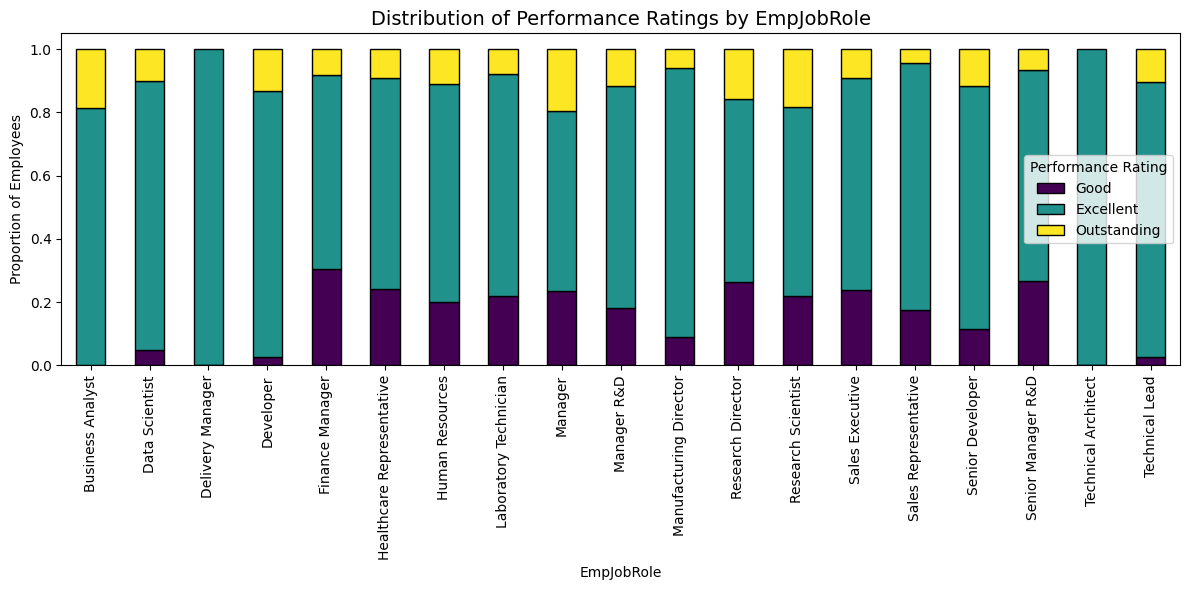 Distribution of Performance Ratings by EmpJobRole
Proportion of Employees
1.0
0.8
0.6
0.4
0.2
0.0
Performance Rating
Good
Excellent
Outstanding
Business Analyst
Data Scientist
Delivery Manager
Developer
Finance Manager
Healthcare Representative
Human Resources
Laboratory Technician
Manager
Manager R&D
Manufacturing Director
Research Director
Research Scientist
Sales Executive
Sales Representative
Senior Developer
Senior Manager R&D
Technical Architect
Technical Lead
EmpJobRole